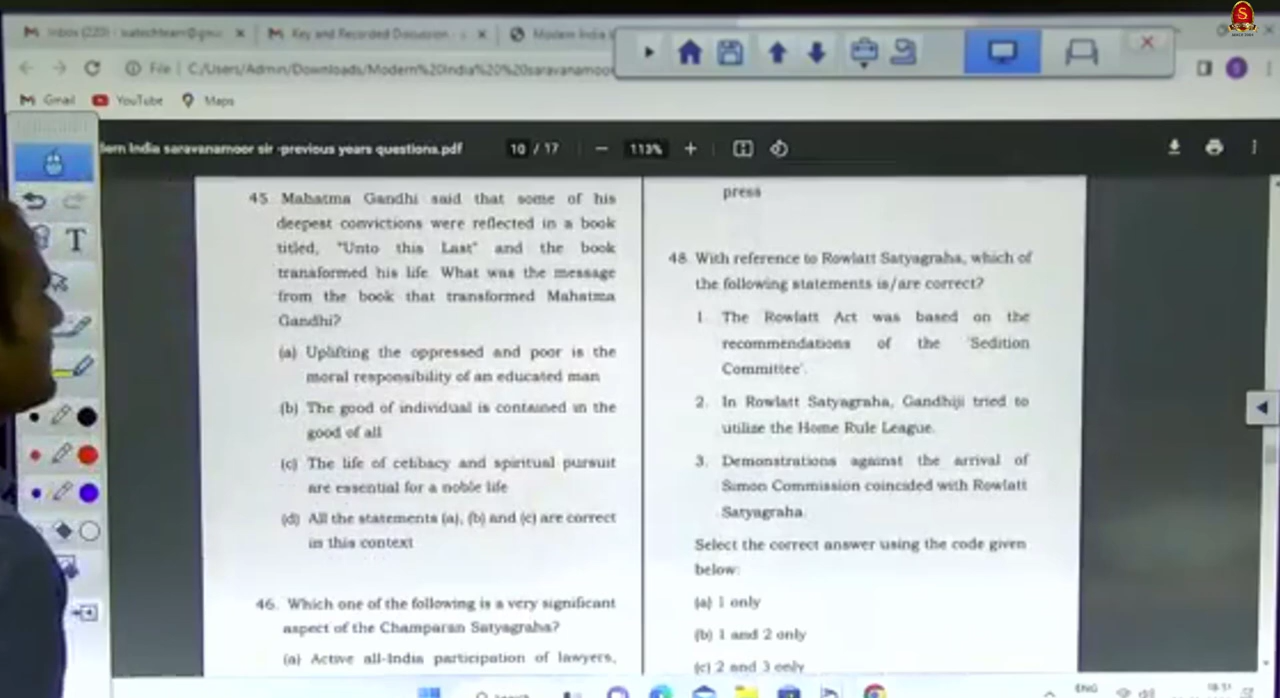 S
Inbox (220)
Key and Recorded Discussion
Modern India
File | C:/Users/Admin/Downloads/Modern%20India%20%20saravanamoor
Gmail YouTube Maps
lern India saravanamoor sir -previous years questions.pdf 10 / 17 — 113% +
T
45. Mahatma Gandhi said that some of his
deepest convictions were reflected in a book
titled, "Unto this Last" and the book
transformed his life. What was the message
from the book that transformed Mahatma
Gandhi?
(a) Uplifting the oppressed and poor is the
moral responsibility of an educated man
(b) The good of individual is contained in the
good of all
(c) The life of celibacy and spiritual pursuit
are essential for a noble life
(d) All the statements (a), (b) and (c) are correct
in this context
46. Which one of the following is a very significant
aspect of the Champaran Satyagraha?
(a) Active all-India participation of lawyers,
press
48. With reference to Rowlatt Satyagraha, which of
the following statements is/are correct?
1. The Rowlatt Act was based on the
recommendations of the 'Sedition
Committee'.
2. In Rowlatt Satyagraha, Gandhiji tried to
utilize the Home Rule League.
3. Demonstrations against the arrival of
Simon Commission coincided with Rowlatt
Satyagraha.
Select the correct answer using the code given
below:
(a) 1 only
(b) 1 and 2 only
(c) 2 and 3 only
Search
ENG